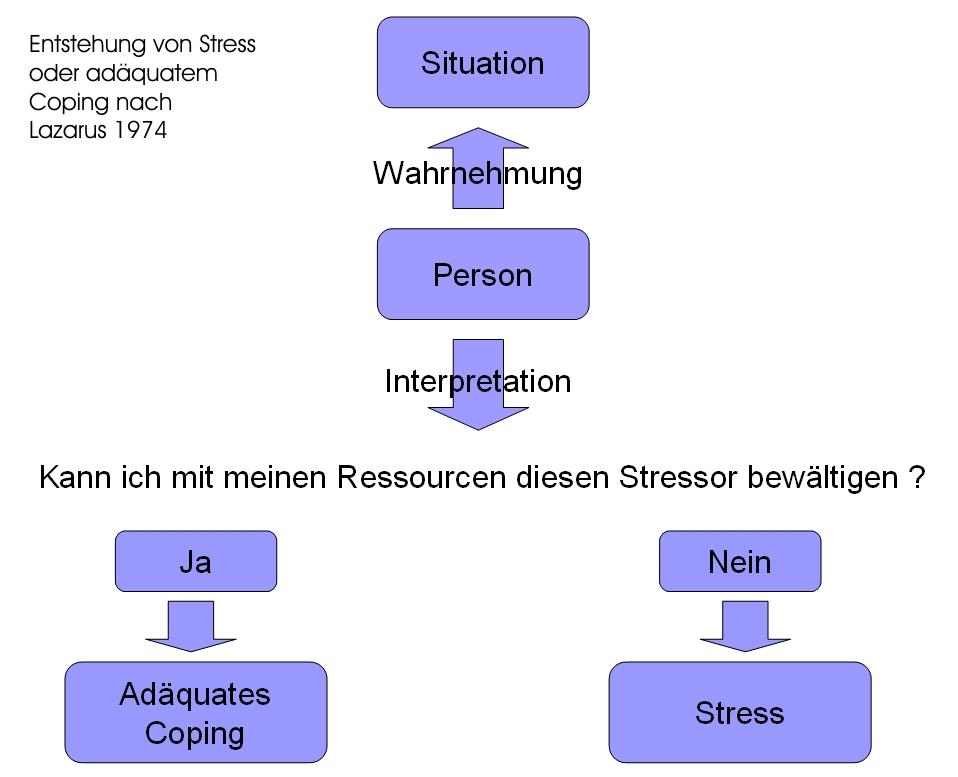 Entstehung von Stress
oder adäquatem
Coping nach
Lazarus 1974
Situation
Wahrnehmung
Person
Interpretation
Kann ich mit meinen Ressourcen diesen Stressor bewältigen ?
Ja
Nein
Adäquates
Coping
Stress